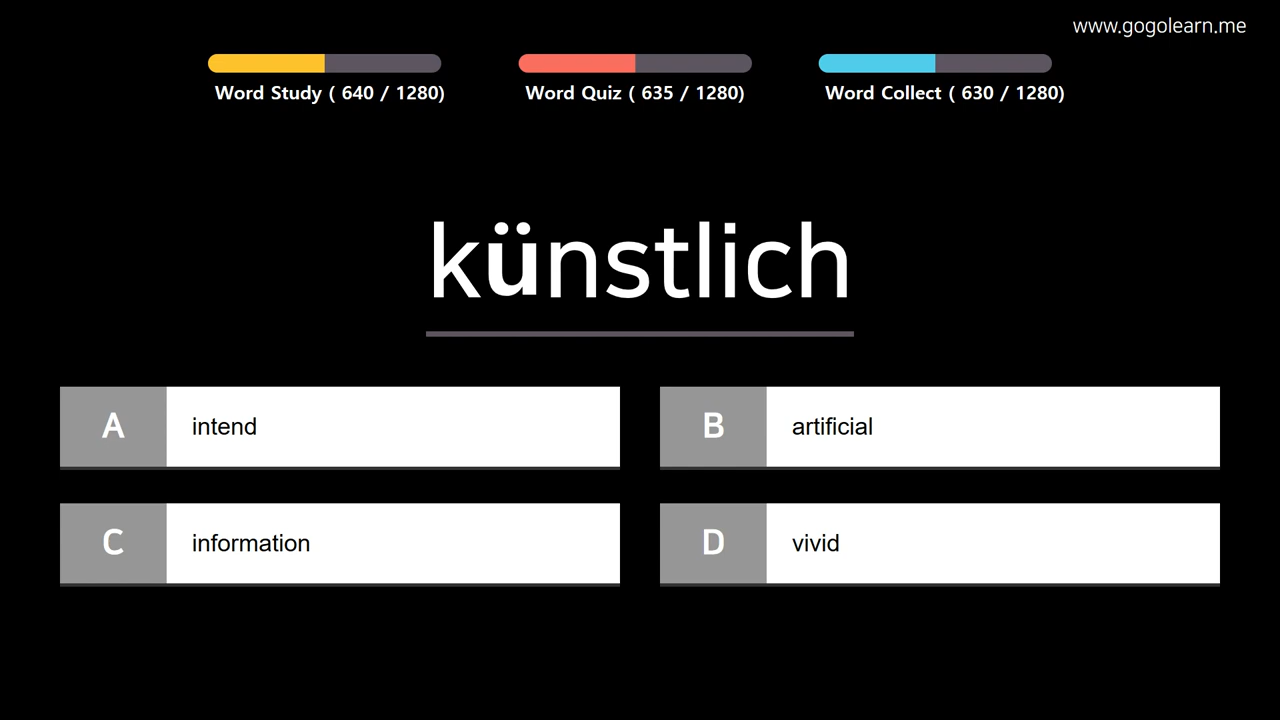 www.gogolearn.me
Word Study ( 640 / 1280)
Word Quiz ( 635 / 1280)
Word Collect ( 630 / 1280)
künstlich
A intend
B artificial
C information
D vivid